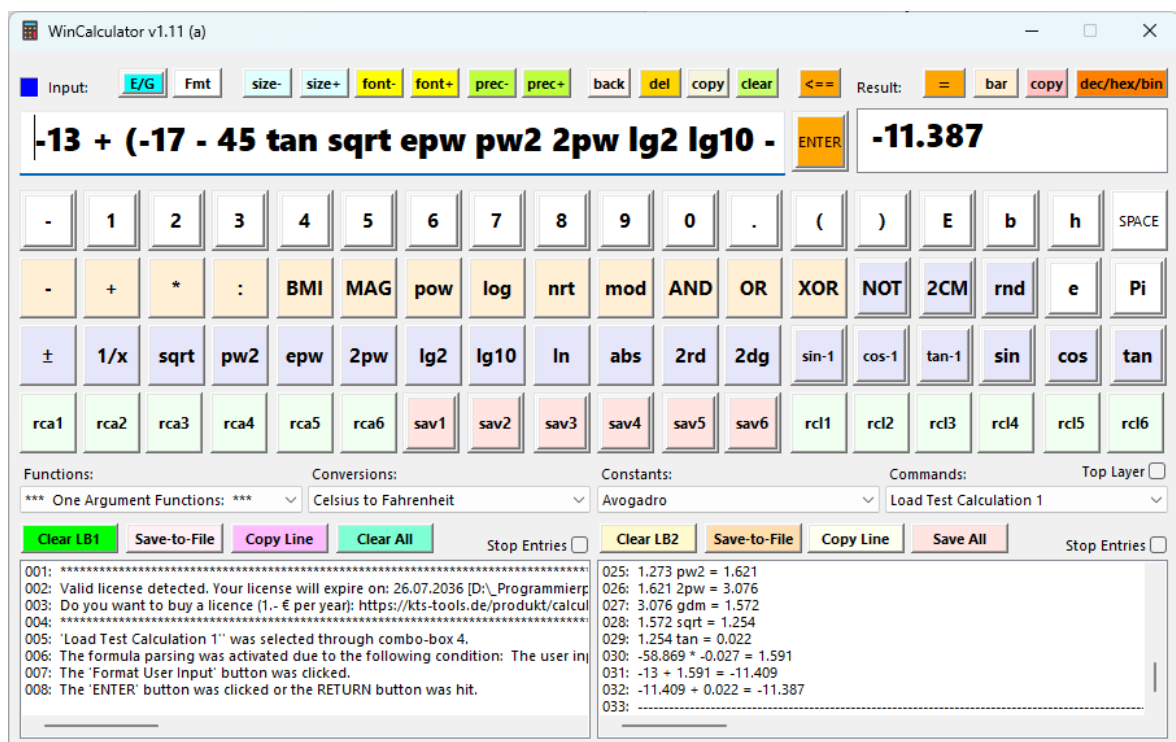 WinCalculator v1.11 (a)
Input: E/G Fmt size- size+ font- font+ prec- prec+ back del copy clear <== Result: = bar copy dec/hex/bin
-13 + (-17 - 45 tan sqrt epw pw2 2pw lg2 lg10 - ENTER -11.387
- 1 2 3 4 5 6 7 8 9 0 . ( ) E b h SPACE
- + * : BMI MAG pow log nrt mod AND OR XOR NOT 2CM rnd e Pi
± 1/x sqrt pw2 epw 2pw lg2 lg10 ln abs 2rd 2dg sin-1 cos-1 tan-1 sin cos tan
rca1 rca2 rca3 rca4 rca5 rca6 sav1 sav2 sav3 sav4 sav5 sav6 rcl1 rcl2 rcl3 rcl4 rcl5 rcl6
Functions: Conversions: Constants: Commands: Top Layer
*** One Argument Functions: *** Celsius to Fahrenheit Avogadro Load Test Calculation 1
Clear LB1 Save-to-File Copy Line Clear All Stop Entries Clear LB2 Save-to-File Copy Line Save All Stop Entries
001: ******************************************************************************
002: Valid license detected. Your license will expire on: 26.07.2036 [D:\_Programmierp
003: Do you want to buy a licence (1.- € per year): https://kts-tools.de/produkt/calcul
004: ******************************************************************************
005: 'Load Test Calculation 1'' was selected through combo-box 4.
006: The formula parsing was activated due to the following condition: The user inp
007: The 'Format User Input' button was clicked.
008: The 'ENTER' button was clicked or the RETURN button was hit.
025: 1.273 pw2 = 1.621
026: 1.621 2pw = 3.076
027: 3.076 gdm = 1.572
028: 1.572 sqrt = 1.254
029: 1.254 tan = 0.022
030: -58.869 * -0.027 = 1.591
031: -13 + 1.591 = -11.409
032: -11.409 + 0.022 = -11.387
033: ------------------------------------------------------------------------------